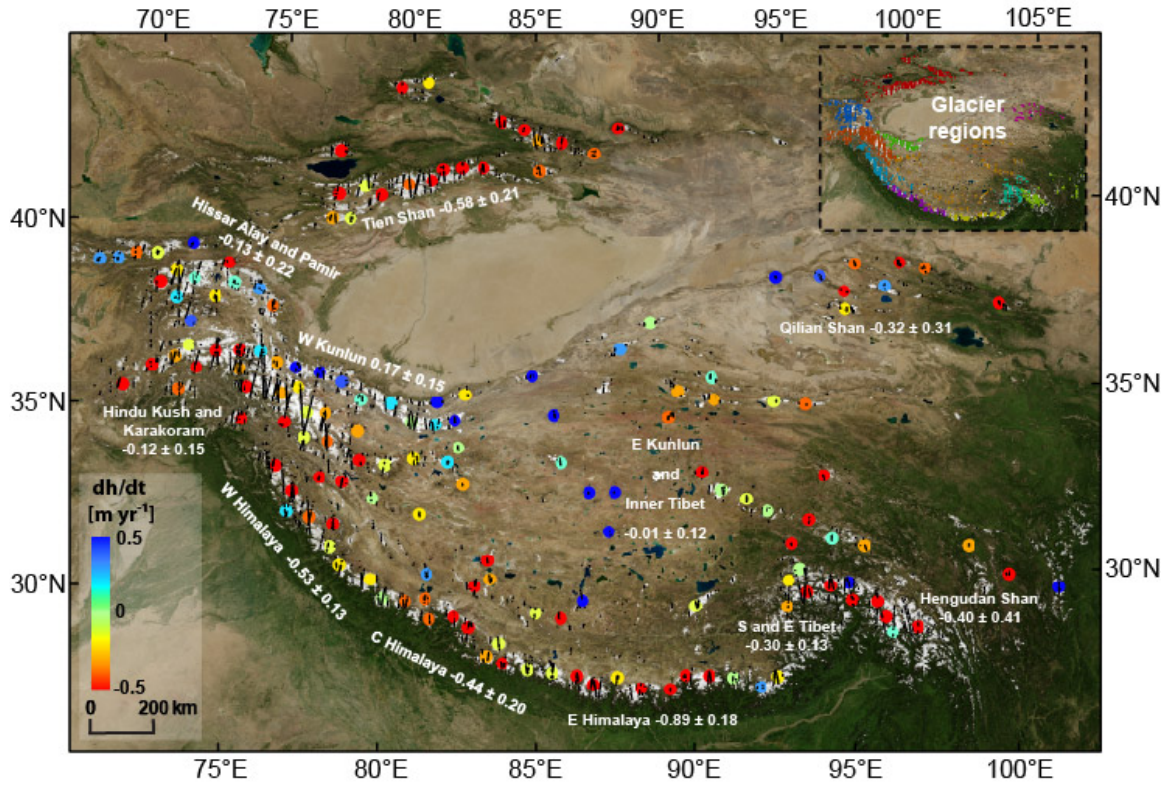 70°E 75°E 80°E 85°E 90°E 95°E 100°E 105°E
Glacier
regions
40°N
40°N
Tien Shan -0.58 ± 0.21
Hissar Alay and Pamir
-0.13 ± 0.22
W Kunlun 0.17 ± 0.15
Qilian Shan -0.32 ± 0.31
35°N
35°N
Hindu Kush and
Karakoram
-0.12 ± 0.15
E Kunlun
and
Inner Tibet
-0.01 ± 0.12
dh/dt
[m yr⁻¹]
0.5
0
-0.5
0 200 km
W Himalaya -0.53 ± 0.13
30°N
30°N
Hengudan Shan
-0.40 ± 0.41
S and E Tibet
-0.30 ± 0.13
C Himalaya -0.44 ± 0.20
E Himalaya -0.89 ± 0.18
75°E 80°E 85°E 90°E 95°E 100°E